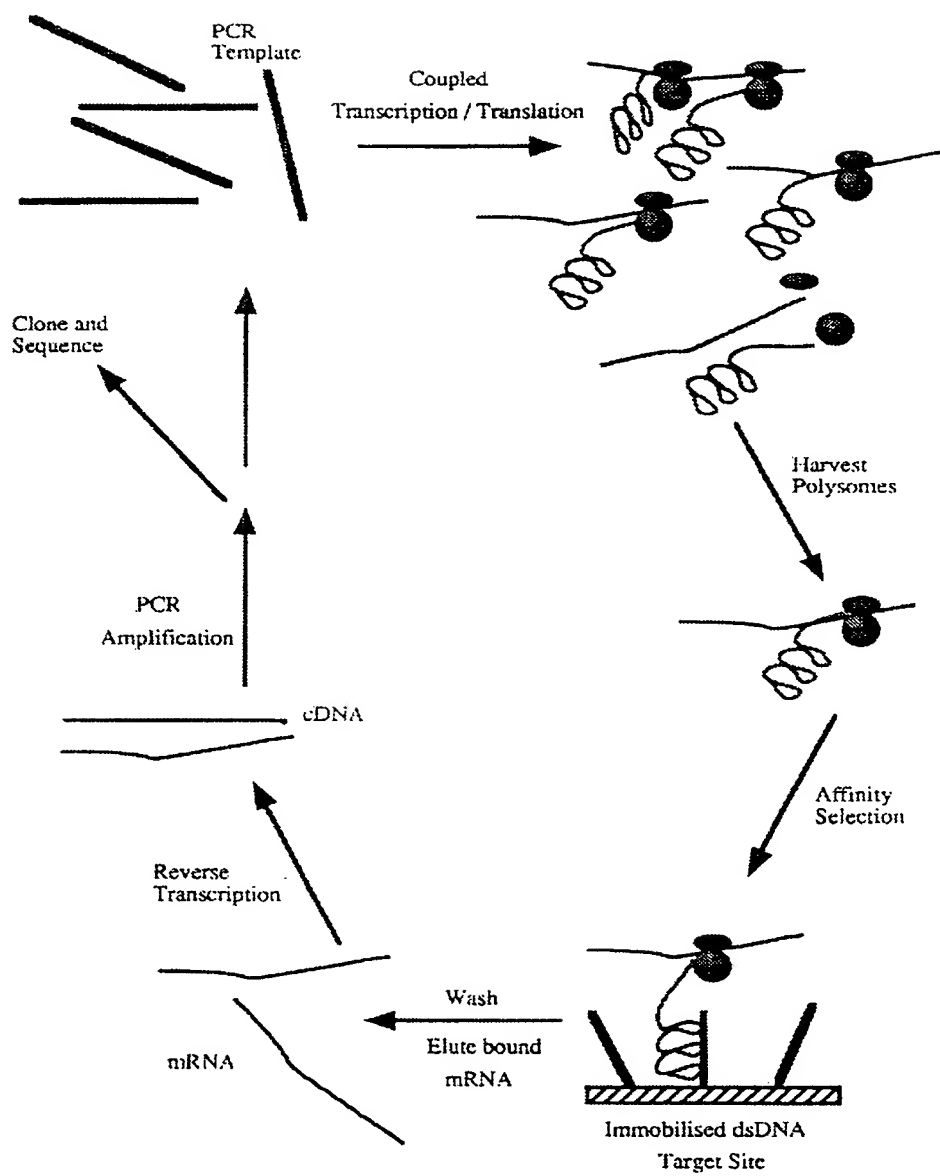 PCR
Template
Coupled
Transcription / Translation
Clone and
Sequence
Harvest
Polysomes
PCR
Amplification
cDNA
Affinity
Selection
Reverse
Transcription
Wash
Elute bound
mRNA
mRNA
Immobilised dsDNA
Target Site